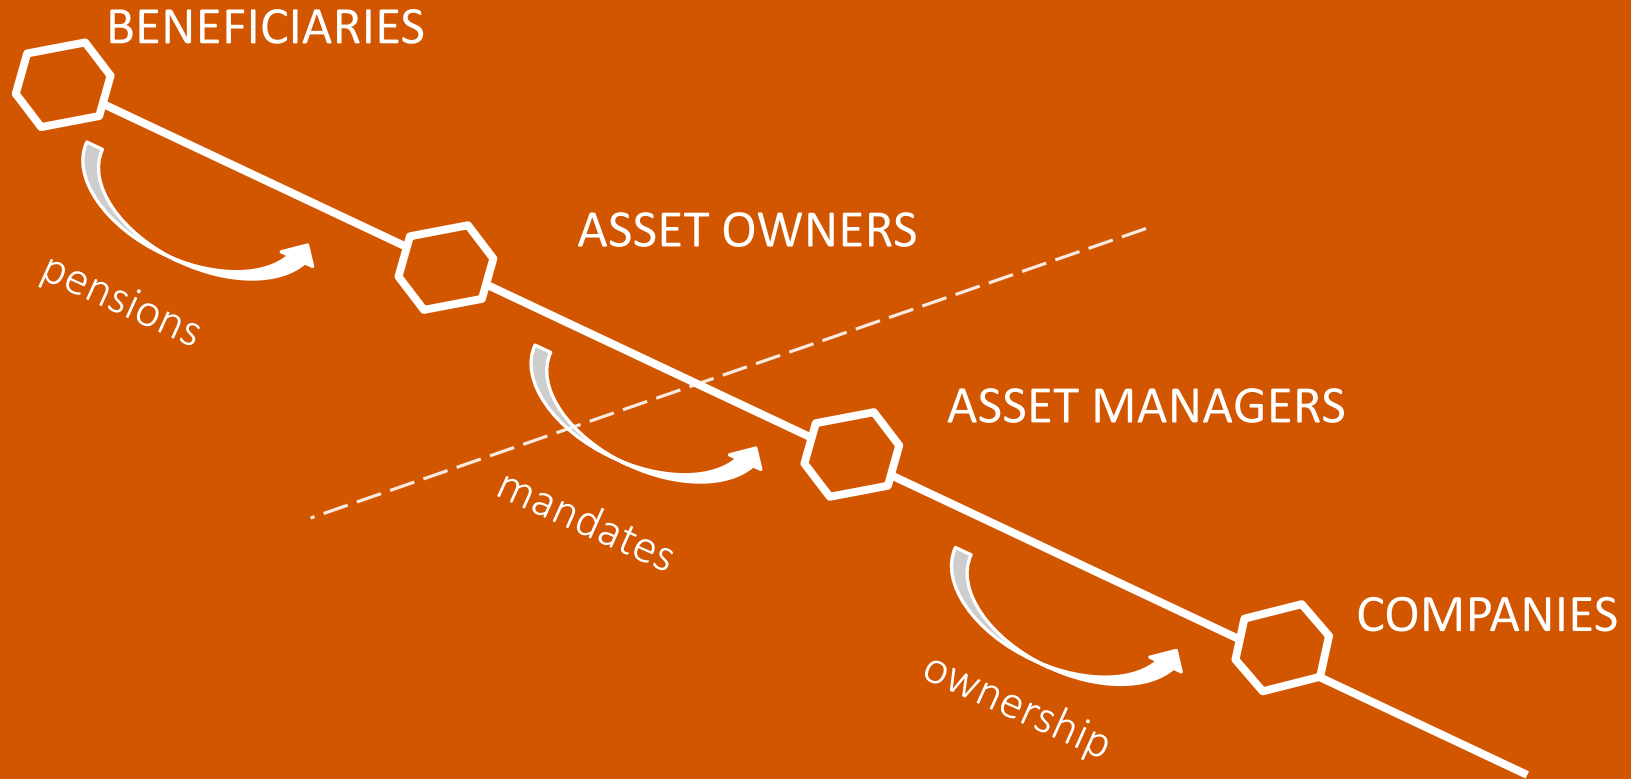 BENEFICIARIES
pensions
ASSET OWNERS
mandates
ASSET MANAGERS
ownership
COMPANIES